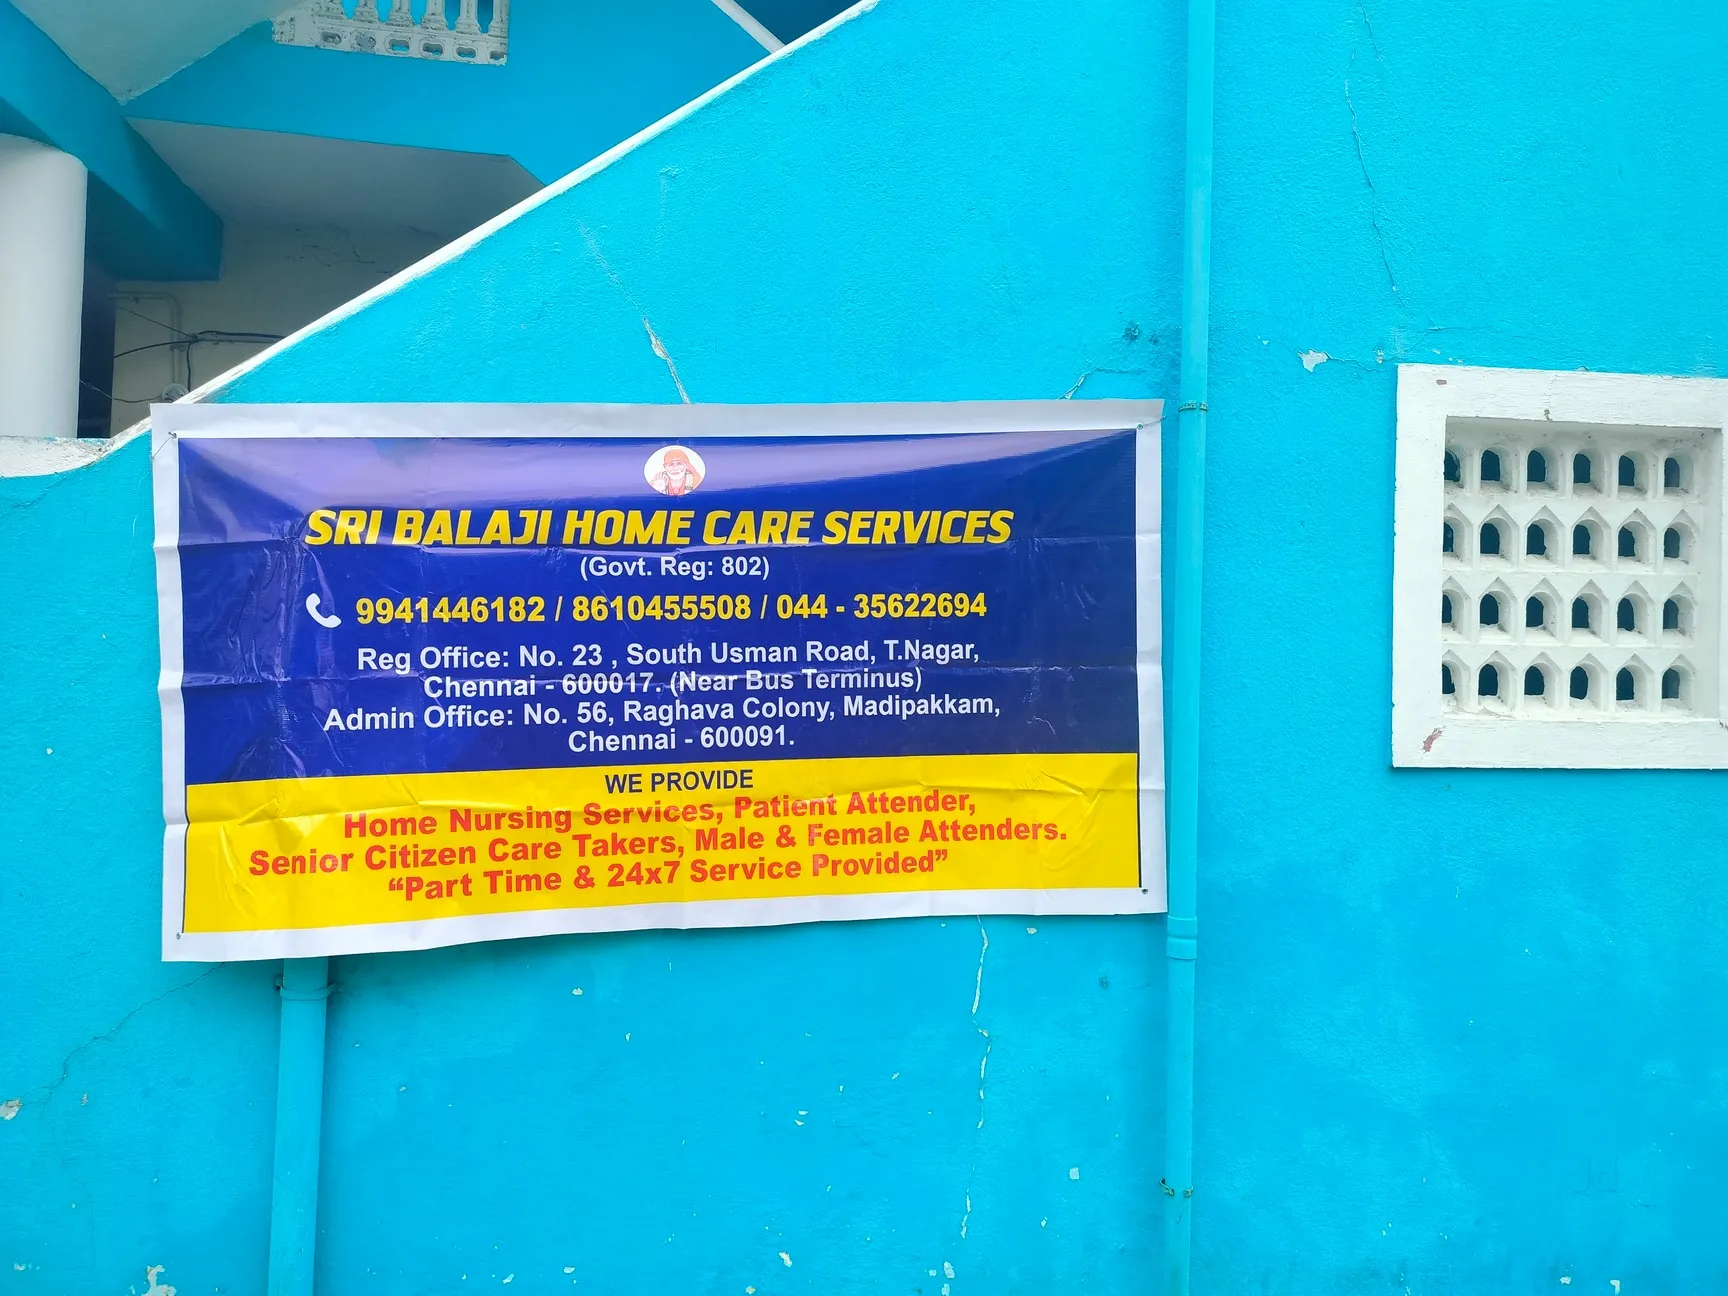 SRI BALAJI HOME CARE SERVICES
(Govt. Reg: 802)
9941446182 / 8610455508 / 044 - 35622694
Reg Office: No. 23 , South Usman Road, T.Nagar,
Chennai - 600017. (Near Bus Terminus)
Admin Office: No. 56, Raghava Colony, Madipakkam,
Chennai - 600091.
WE PROVIDE
Home Nursing Services, Patient Attender,
Senior Citizen Care Takers, Male & Female Attenders.
“Part Time & 24x7 Service Provided”